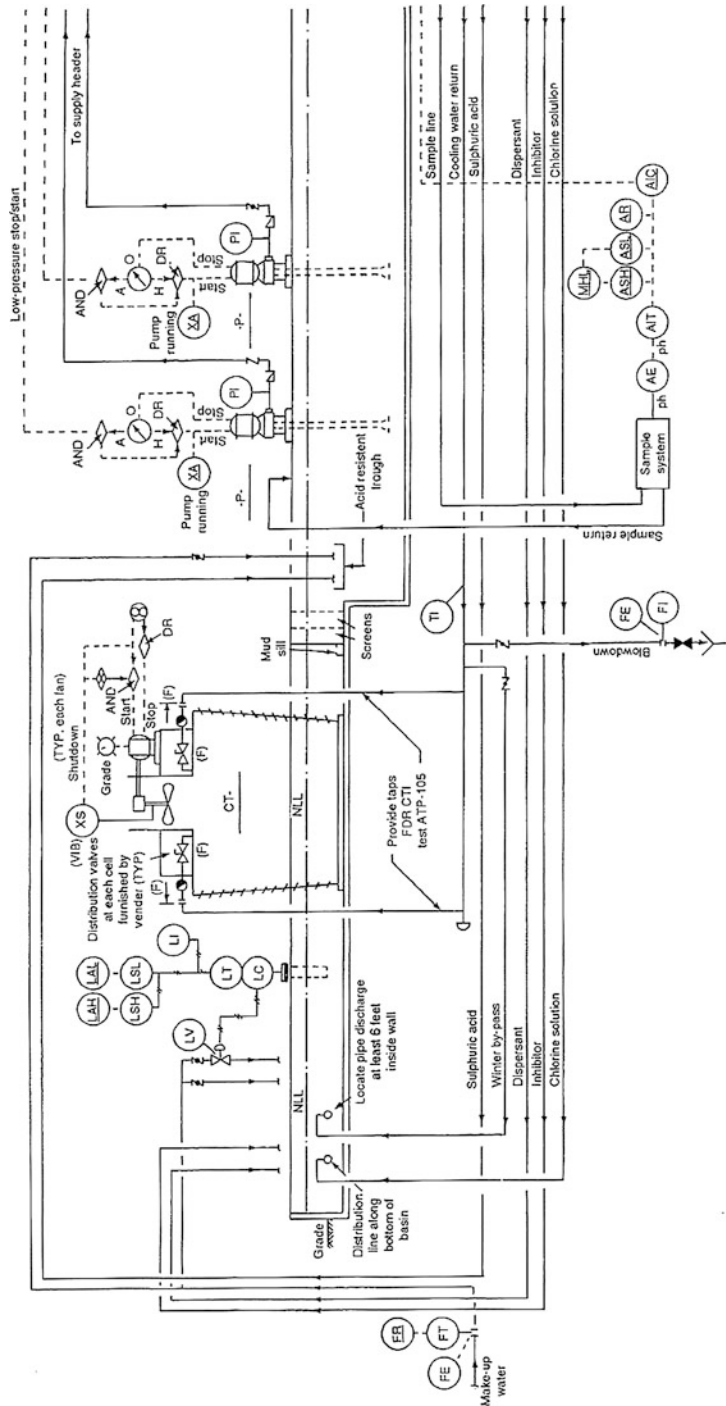 Low-pressure stop/start
To supply header
AND
A
O
H
DR
Stop
Start
Pump
running
XA
PI
-P-
AND
A
O
H
DR
Stop
Start
Pump
running
XA
PI
-P-
Acid resistent
trough
Sample line
Cooling water return
Sulphuric acid
Dispersant
Inhibitor
Chlorine solution
AIC
AR
ASL
MHL
ASH
AIT
ph
AE
ph
Sample
system
Sample return
(TYP, each fan)
Shutdown
XS
(VIB)
Grade
AND
Start
Stop
DR
Distribution valves
at each cell
furnished by
vender (TYP)
(F)
(F)
(F)
(F)
CT-
NLL
Mud
sill
Screens
TI
Provide taps
FDR CTI
test ATP-105
FE
FI
Blowdown
LAH
LAL
LSH
LSL
LI
LT
LC
LV
NLL
Locate pipe discharge
at least 6 feet
inside wall
Grade
Distribution
line along
bottom of
basin
Sulphuric acid
Winter by-pass
Dispersant
Inhibitor
Chlorine solution
FR
FT
FE
Make-up
water